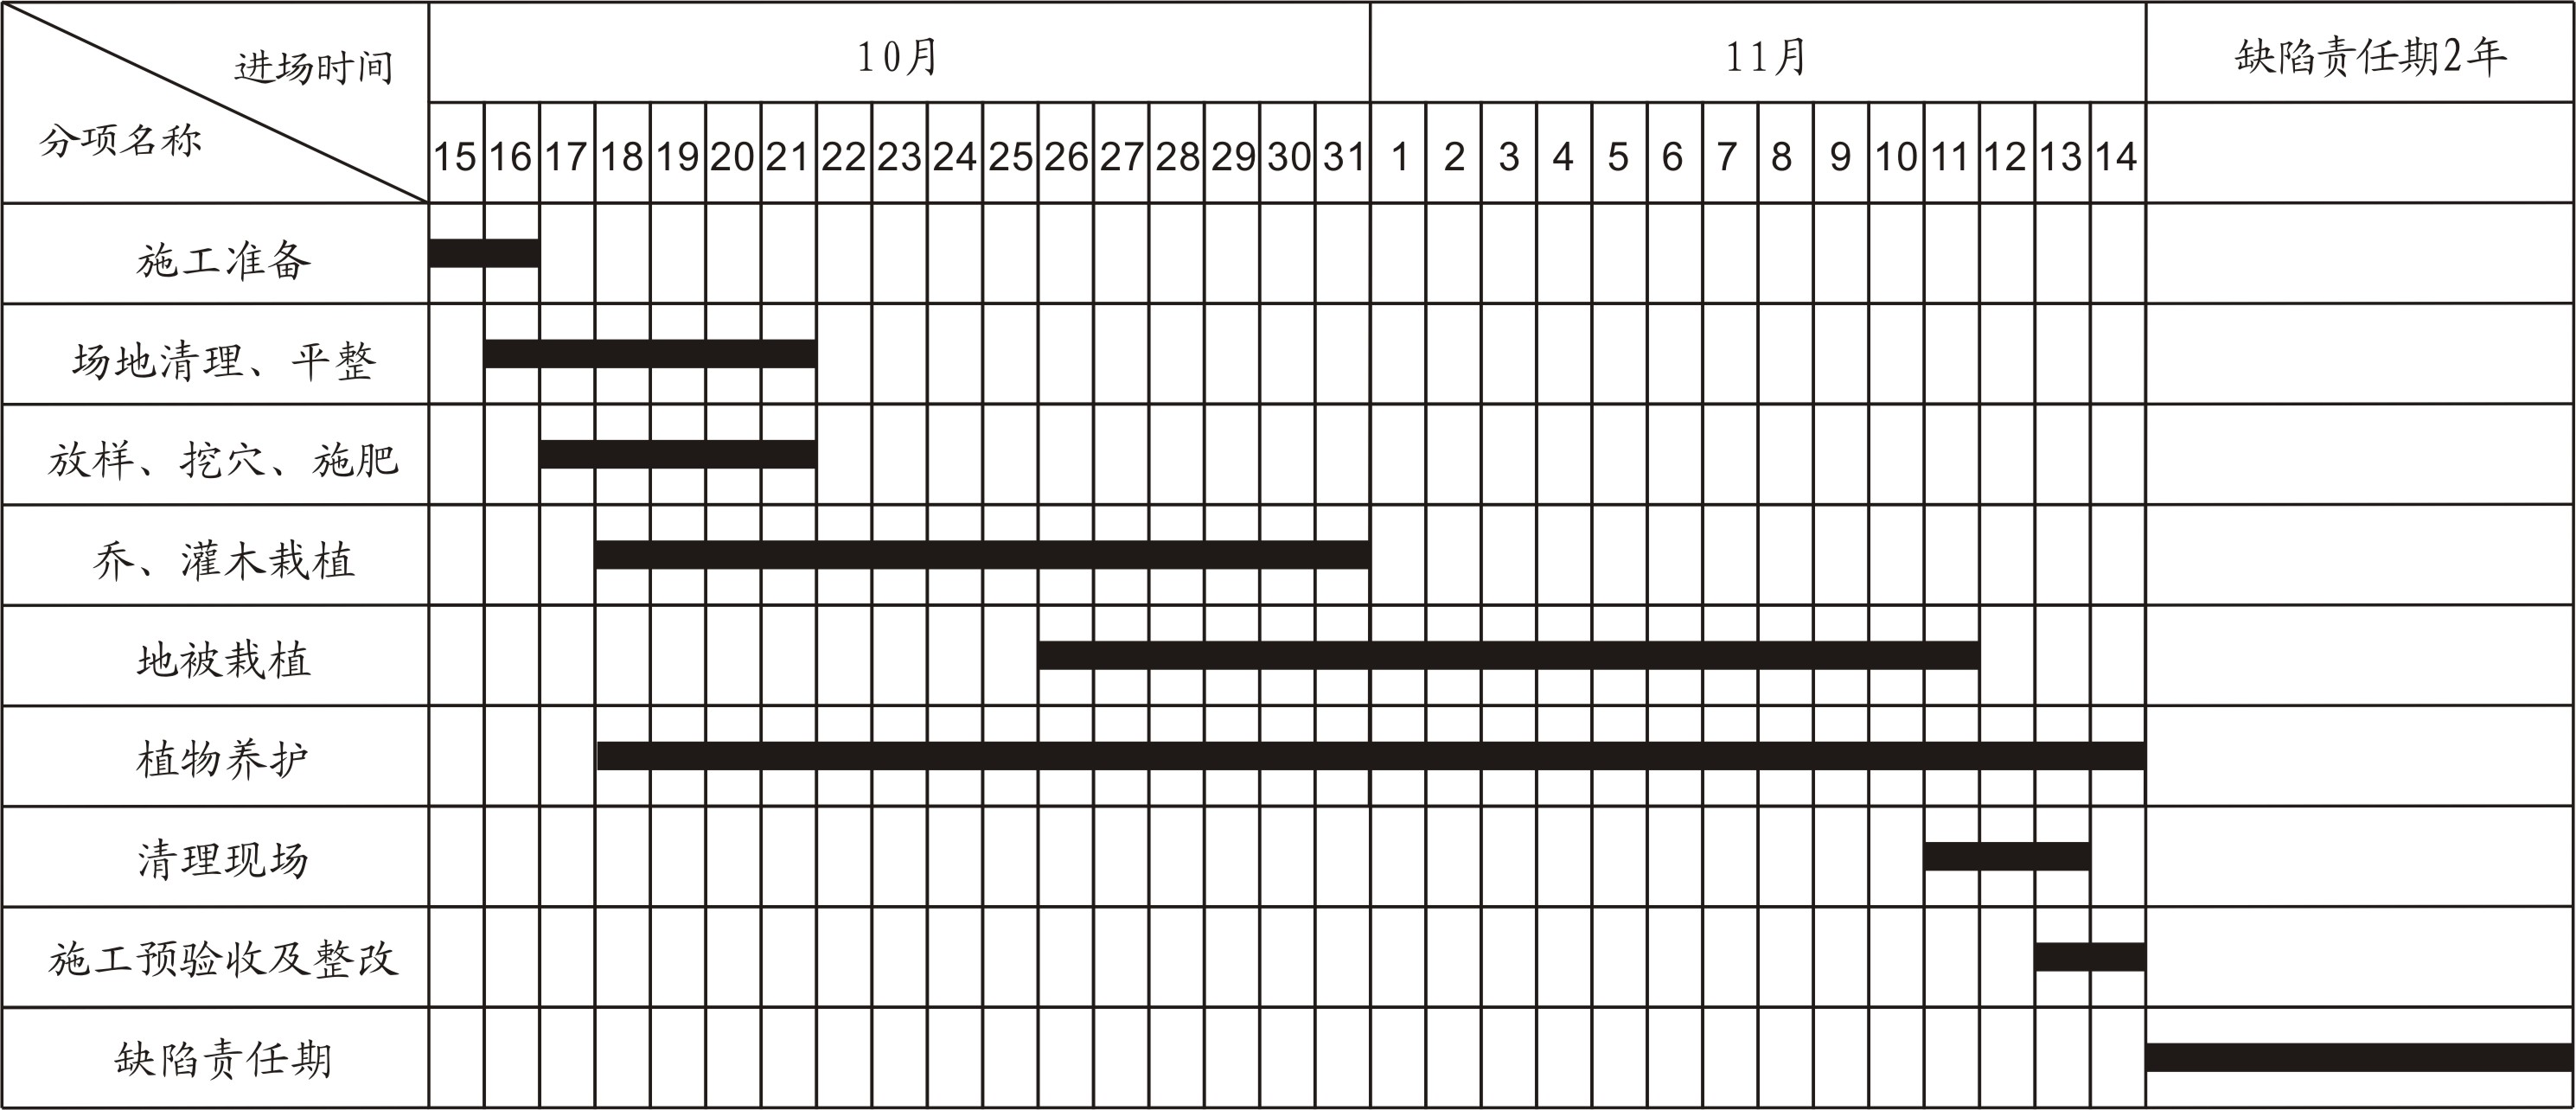 进场时间
分项名称
10月
11月
缺陷责任期2年
15 16 17 18 19 20 21 22 23 24 25 26 27 28 29 30 31 1 2 3 4 5 6 7 8 9 10 11 12 13 14
施工准备
场地清理、平整
放样、挖穴、施肥
乔、灌木栽植
地被栽植
植物养护
清理现场
施工预验收及整改
缺陷责任期